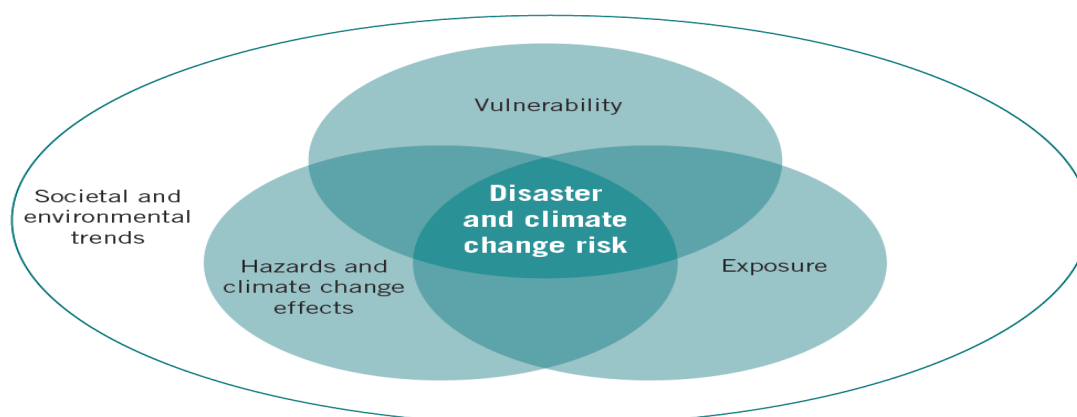 Vulnerability
Disaster
and climate
change risk
Societal and
environmental
trends
Hazards and
climate change
effects
Exposure